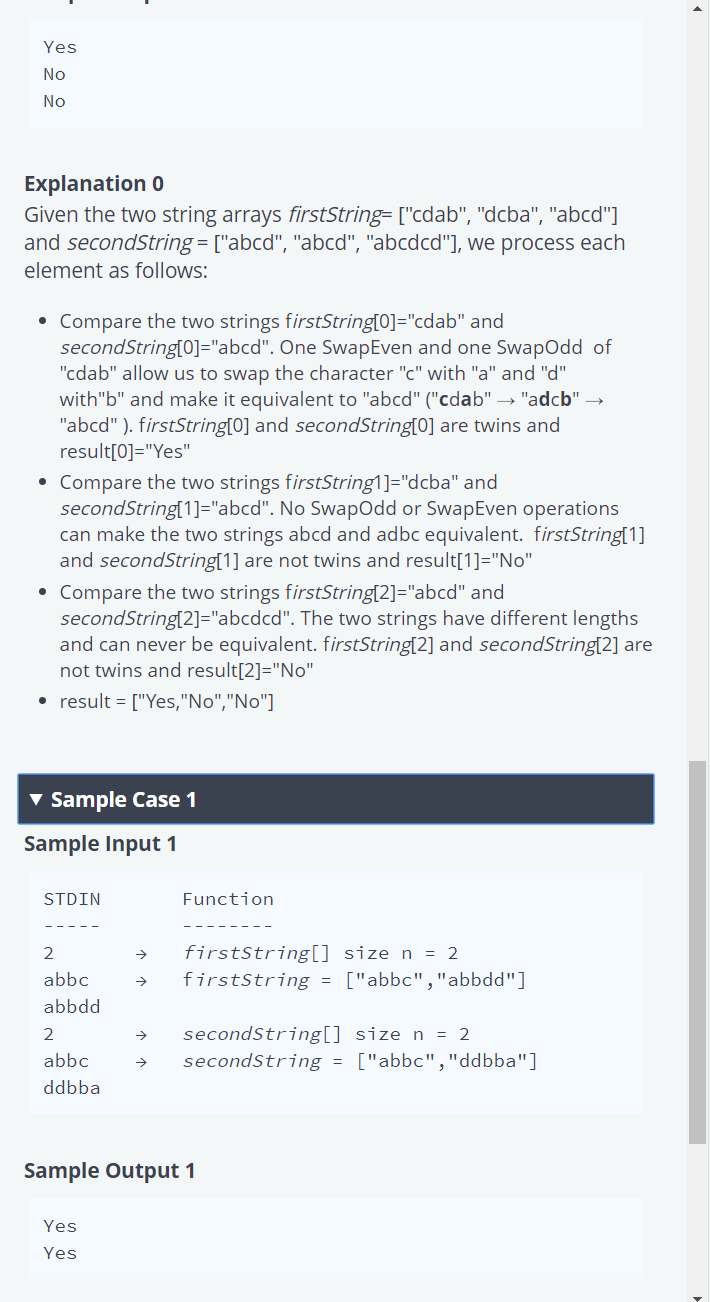 Yes
No
No
Explanation 0
Given the two string arrays firstString= ["cdab", "dcba", "abcd"]
and secondString = ["abcd", "abcd", "abcdcd"], we process each
element as follows:
• Compare the two strings firstString[0]="cdab" and
secondString[0]="abcd". One SwapEven and one SwapOdd of
"cdab" allow us to swap the character "c" with "a" and "d"
with"b" and make it equivalent to "abcd" ("cdab" → "adcb" →
"abcd" ). firstString[0] and secondString[0] are twins and
result[0]="Yes"
• Compare the two strings firstString1]="dcba" and
secondString[1]="abcd". No SwapOdd or SwapEven operations
can make the two strings abcd and adbc equivalent. firstString[1]
and secondString[1] are not twins and result[1]="No"
• Compare the two strings firstString[2]="abcd" and
secondString[2]="abcdcd". The two strings have different lengths
and can never be equivalent. firstString[2] and secondString[2] are
not twins and result[2]="No"
• result = ["Yes,"No","No"]
▼ Sample Case 1
Sample Input 1
STDIN Function
----- --------
2 → firstString[] size n = 2
abbc → firstString = ["abbc","abbdd"]
abbdd
2 → secondString[] size n = 2
abbc → secondString = ["abbc","ddbba"]
ddbba
Sample Output 1
Yes
Yes